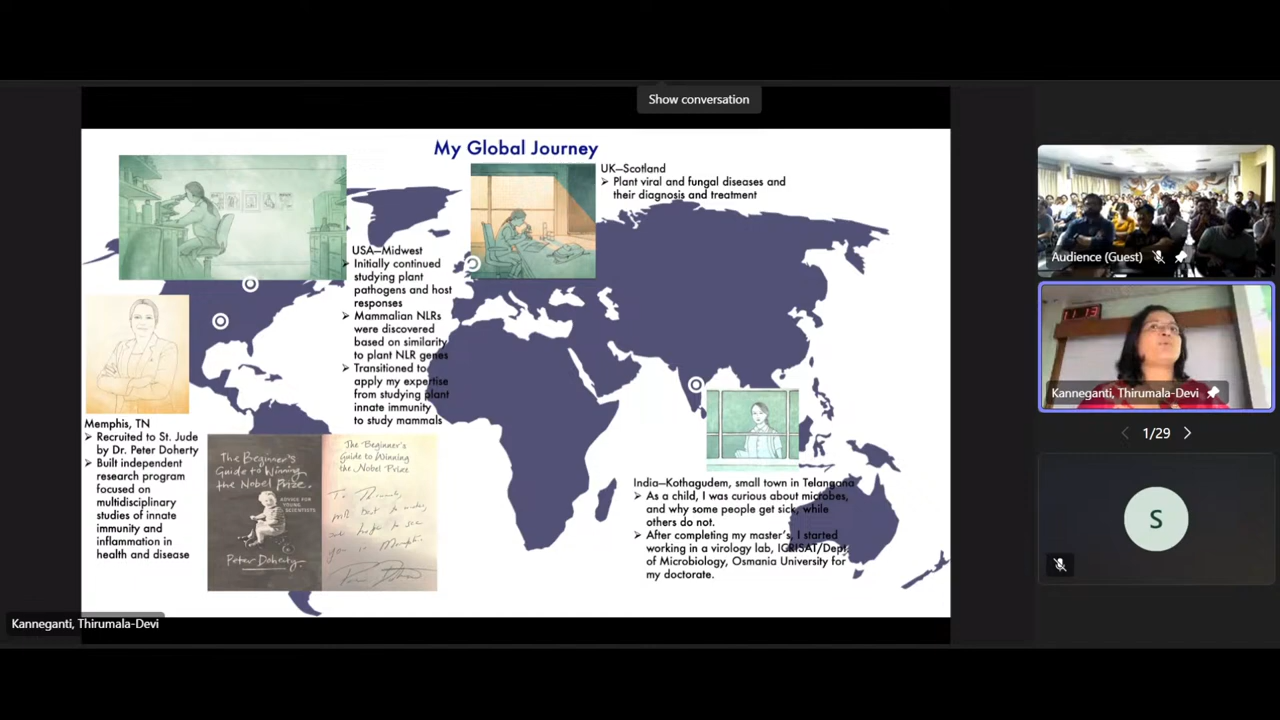 Show conversation
My Global Journey
UK—Scotland
➢ Plant viral and fungal diseases and
their diagnosis and treatment
USA—Midwest
➢ Initially continued
studying plant
pathogens and host
responses
➢ Mammalian NLRs
were discovered
based on similarity
to plant NLR genes
➢ Transitioned to
apply my expertise
from studying plant
innate immunity
to study mammals
Memphis, TN
➢ Recruited to St. Jude
by Dr. Peter Doherty
➢ Built independent
research program
focused on
multidisciplinary
studies of innate
immunity and
inflammation in
health and disease
The Beginner's
Guide to Winning
the Nobel Prize.
ADVICE FOR
YOUNG
SCIENTISTS
Peter Doherty
The Beginner's
Guide to Winning
the Nobel Prize
India—Kothagudem, small town in Telangana
➢ As a child, I was curious about microbes,
and why some people get sick, while
others do not.
➢ After completing my master's, I started
working in a virology lab, ICRISAT/Dept.
of Microbiology, Osmania University for
my doctorate.
Kanneganti, Thirumala-Devi
Audience (Guest)
11:13
Kanneganti, Thirumala-Devi
1/29
S